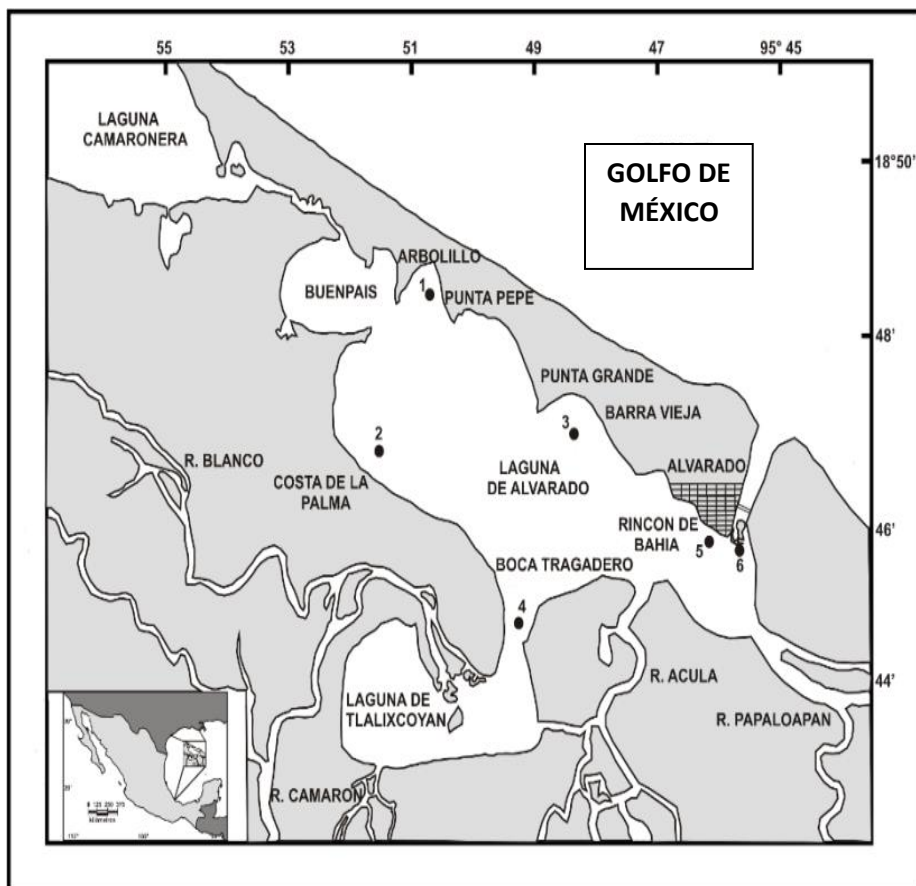 55
53
51
49
47
95° 45
LAGUNA
CAMARONERA
GOLFO DE
MÉXICO
18°50'
ARBOLILLO
BUENPAIS
1
PUNTA PEPE
48'
PUNTA GRANDE
BARRA VIEJA
3
2
R. BLANCO
COSTA DE LA
PALMA
LAGUNA
DE ALVARADO
ALVARADO
RINCON DE
BAHIA
5
6
46'
BOCA TRAGADERO
4
R. ACULA
44'
LAGUNA DE
TLALIXCOYAN
R. PAPALOAPAN
R. CAMARON